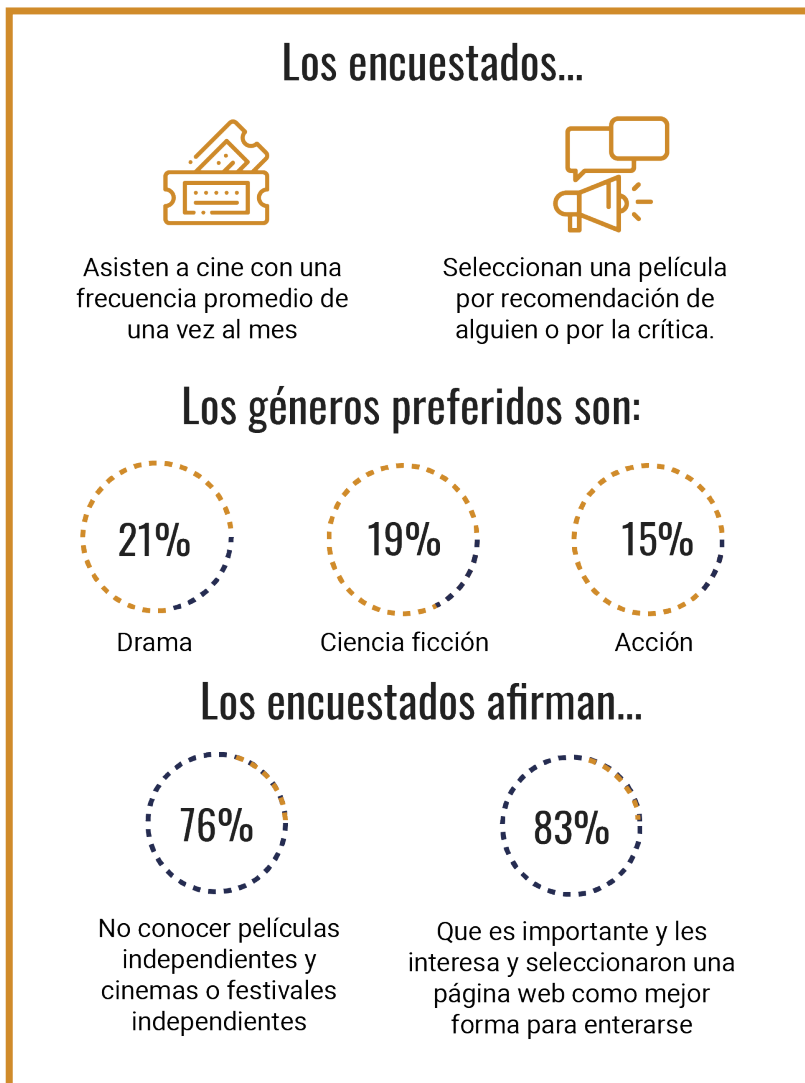 Los encuestados...
Asisten a cine con una
frecuencia promedio de
una vez al mes
Seleccionan una película
por recomendación de
alguien o por la crítica.
Los géneros preferidos son:
21%
19%
15%
Drama
Ciencia ficción
Acción
Los encuestados afirman...
76%
83%
No conocer películas
independientes y
cinemas o festivales
independientes
Que es importante y les
interesa y seleccionaron una
página web como mejor
forma para enterarse